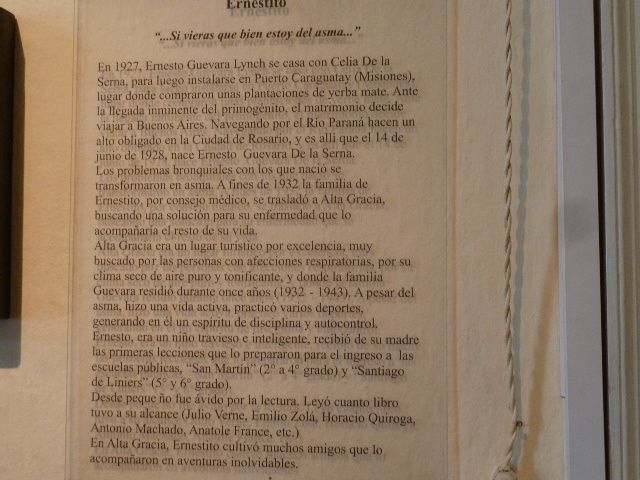 Ernestito
“...Si vieras que bien estoy del asma...”
En 1927, Ernesto Guevara Lynch se casa con Celia De la
Serna, para luego instalarse en Puerto Caraguatay (Misiones),
lugar donde compraron unas plantaciones de yerba mate. Ante
la llegada inminente del primogénito, el matrimonio decide
viajar a Buenos Aires. Navegando por el Río Paraná hacen un
alto obligado en la Ciudad de Rosario, y es alli que el 14 de
junio de 1928, nace Ernesto Guevara De la Serna.
Los problemas bronquiales con los que nació se
transformaron en asma. A fines de 1932 la familia de
Ernestito, por consejo médico, se trasladó a Alta Gracia,
buscando una solución para su enfermedad que lo
acompañaría el resto de su vida.
Alta Gracia era un lugar turístico por excelencia, muy
buscado por las personas con afecciones respiratorias, por su
clima seco de aire puro y tonificante, y donde la familia
Guevara residió durante once años (1932 - 1943). A pesar del
asma, hizo una vida activa, practicó varios deportes,
generando en él un espíritu de disciplina y autocontrol.
Ernesto, era un niño travieso e inteligente, recibió de su madre
las primeras lecciones que lo prepararon para el ingreso a las
escuelas públicas, “San Martín” (2° a 4° grado) y “Santiago
de Liniers” (5° y 6° grado).
Desde peque ño fue ávido por la lectura. Leyó cuanto libro
tuvo a su alcance (Julio Verne, Emilio Zolá, Horacio Quiroga,
Antonio Machado, Anatole France, etc.)
En Alta Gracia, Ernestito cultivó muchos amigos que lo
acompañaron en aventuras inolvidables.